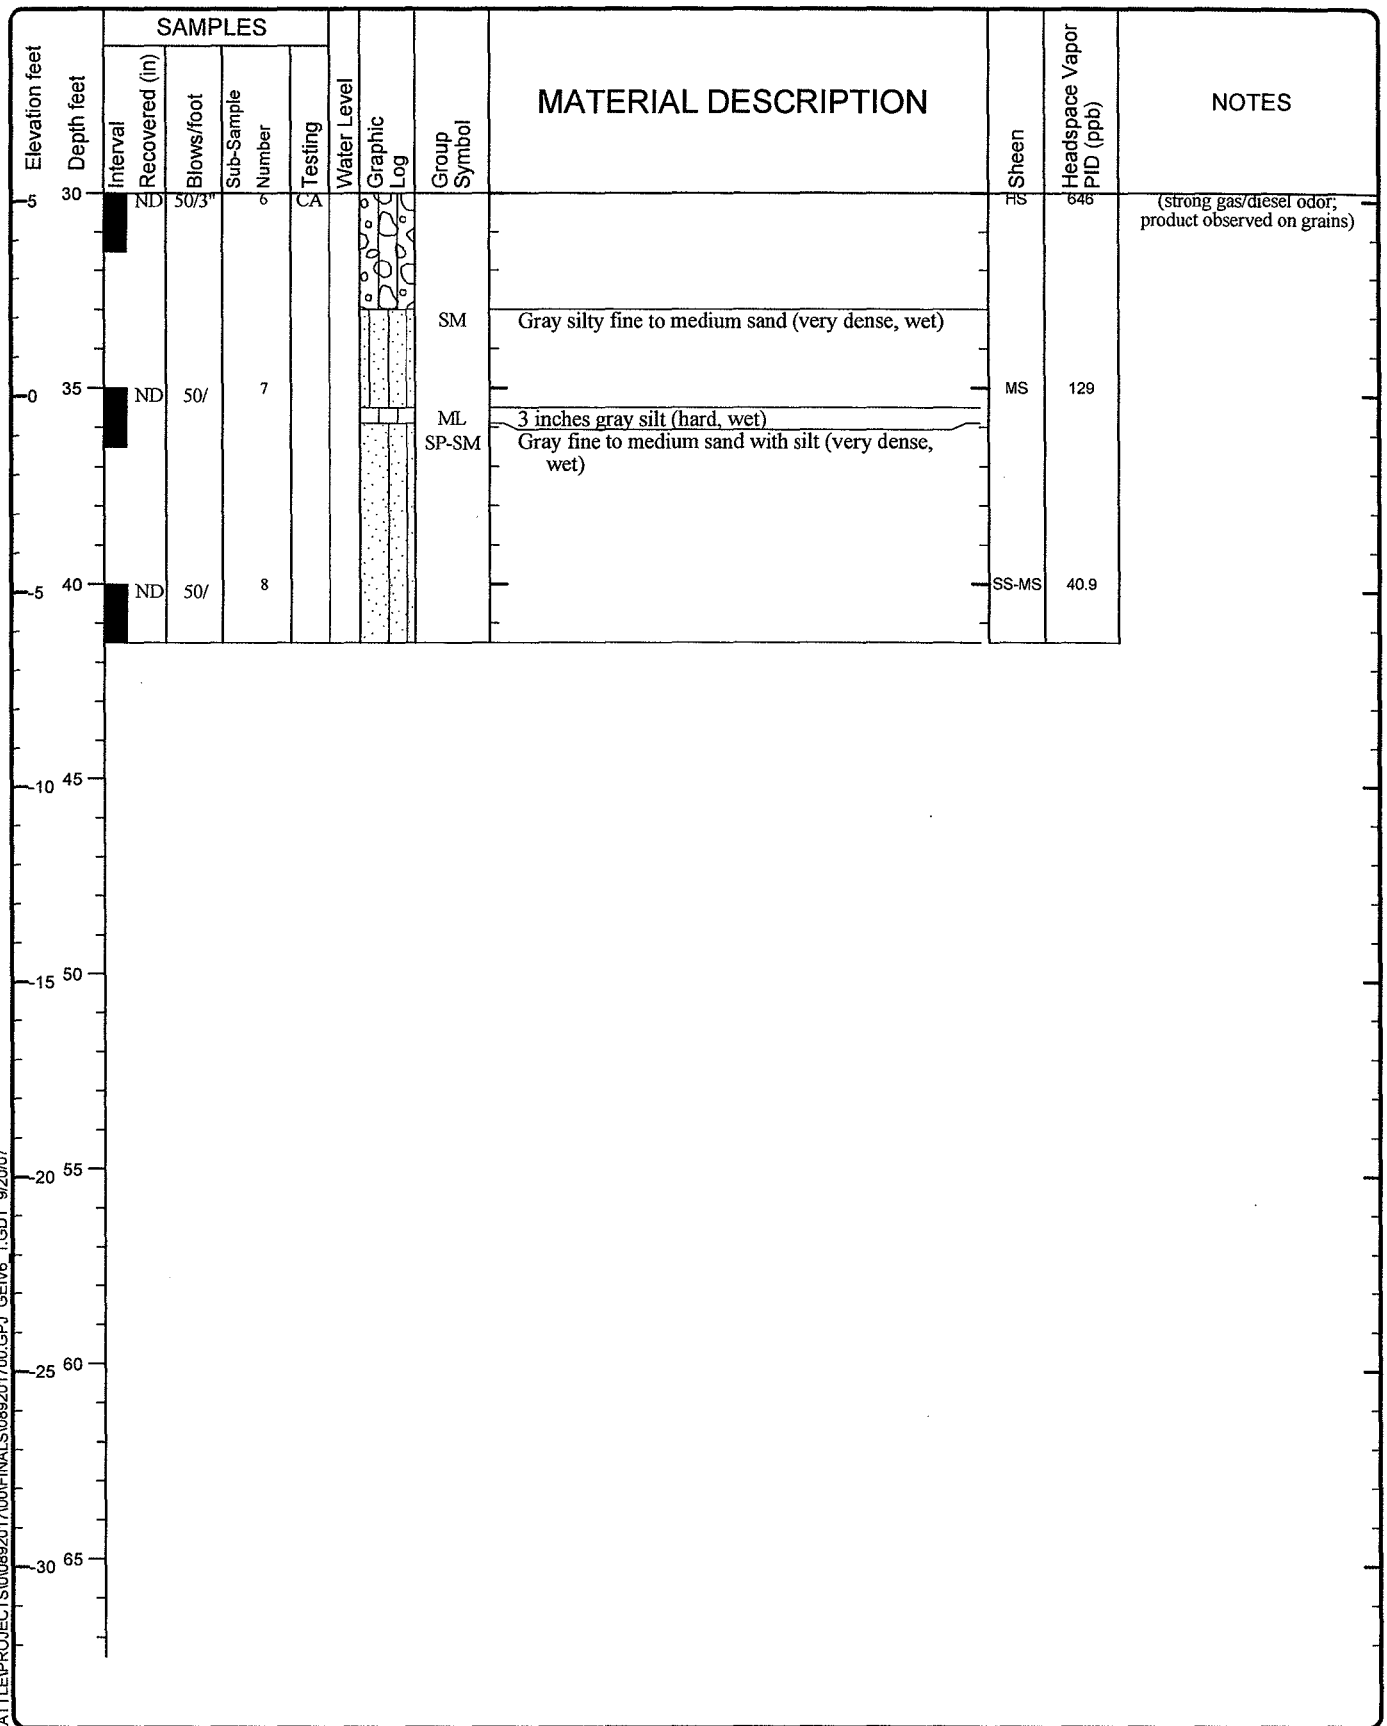 SAMPLES
Elevation feet
Depth feet
Interval
Recovered (in)
Blows/foot
Sub-Sample
Number
Testing
Water Level
Graphic
Log
Group
Symbol
MATERIAL DESCRIPTION
Sheen
Headspace Vapor
PID (ppb)
NOTES
5 30 ND 50/3" 6 CA HS 646 (strong gas/diesel odor;
product observed on grains)
SM Gray silty fine to medium sand (very dense, wet)
0 35 ND 50/ 7 MS 129
ML 3 inches gray silt (hard, wet)
SP-SM Gray fine to medium sand with silt (very dense,
wet)
-5 40 ND 50/ 8 SS-MS 40.9
-10 45
-15 50
-20 55
-25 60
-30 65